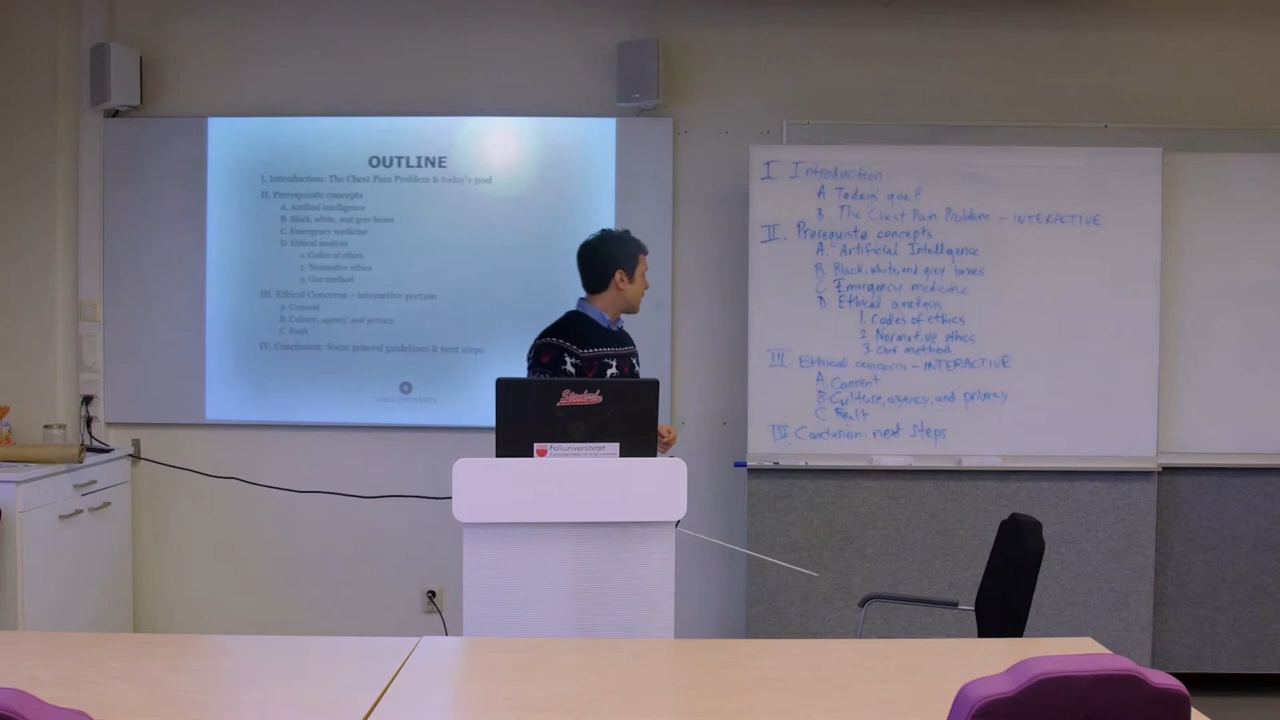 OUTLINE
I. Introduction: The Chest Pain Problem & today's goal
II. Prerequisite concepts
A. Artifical intelligence
B. Black, white, and grey boxes
C. Emergency medicine
D. Ethical analysis
1. Codes of ethics
2. Normative ethics
3. Our method
III. Ethical Concerns – interactive portion
A. Consent
B. Culture, agency, and privacy
C. Fault
IV. Conclusion: Some general guidelines & next steps
I. Introduction
A. Today's goal
B. The Chest Pain Problem – INTERACTIVE
II. Prerequiste concepts
A. Artificial Intelligence
B. Black, white, and grey boxes
C. Emergency medicine
D. Ethical analysis
1. Codes of ethics
2. Normative ethics
3. Our method
III. Ethical concerns – INTERACTIVE
A. Consent
B. Culture, agency, and privacy
C. Fault
Conclusion: next steps
Folkuniversitetet